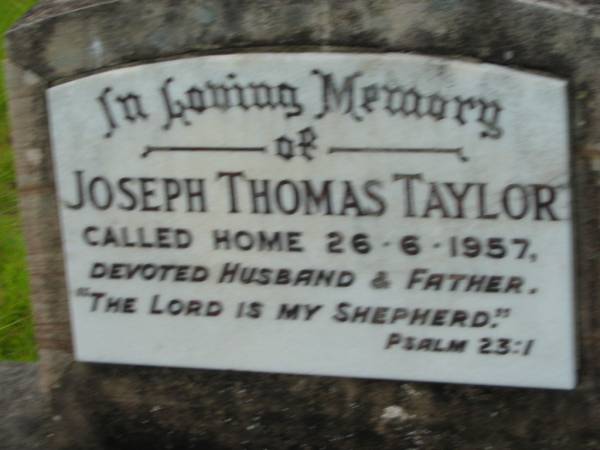 In Loving Memory
of
JOSEPH THOMAS TAYLOR
CALLED HOME 26·6·1957,
DEVOTED HUSBAND & FATHER.
"THE LORD IS MY SHEPHERD."
PSALM 23:1